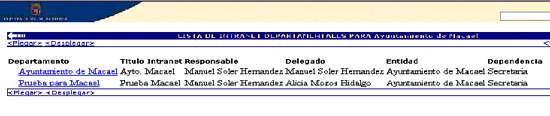 LISTA DE INTRANET DEPARTAMENTALES PARA Ayuntamiento de Macael
<Plegar> <Desplegar>
Departamento Titulo Intranet Responsable Delegado Entidad Dependencia
Ayuntamiento de Macael Ayto. Macael Manuel Soler Hernandez Manuel Soler Hernandez Ayuntamiento de Macael Secretaria
Prueba para Macael Prueba Macael Manuel Soler Hernandez Alicia Mozos Hidalgo Ayuntamiento de Macael Secretaria
<Plegar> <Desplegar>